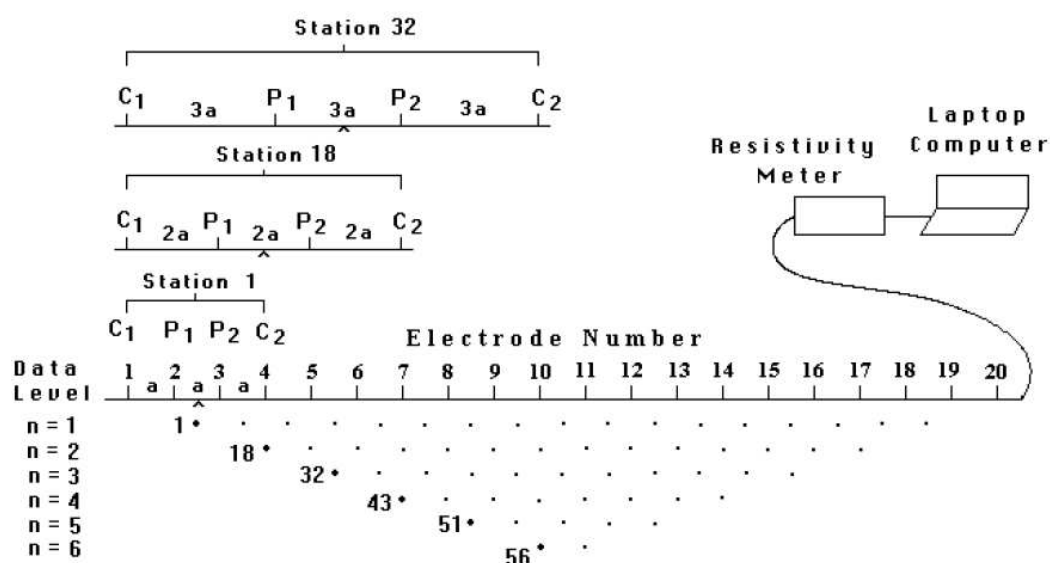 Station 32
C1 3a P1 3a P2 3a C2
Station 18
C1 2a P1 2a P2 2a C2
Station 1
C1 P1 P2 C2
Resistivity
Meter
Laptop
Computer
Electrode Number
Data
Level
1 2 3 4 5 6 7 8 9 10 11 12 13 14 15 16 17 18 19 20
a a a
n = 1 1
n = 2 18
n = 3 32
n = 4 43
n = 5 51
n = 6 56